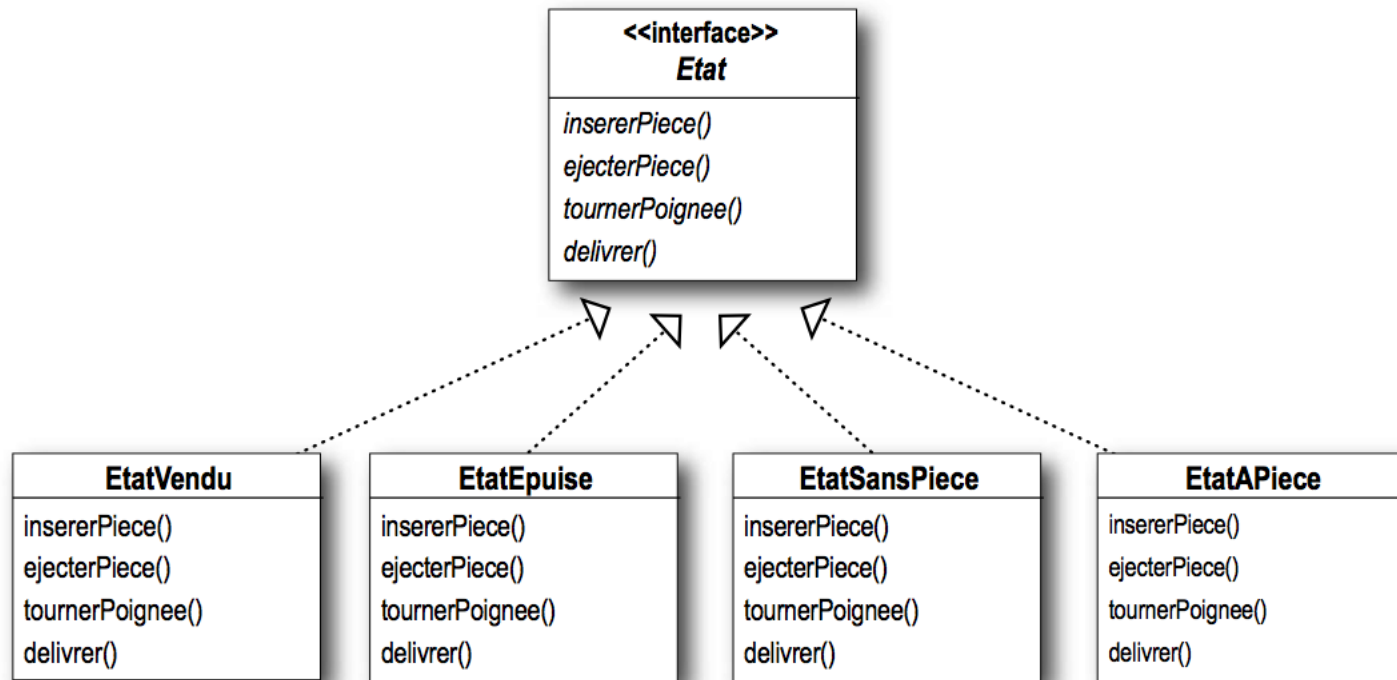 <<interface>>
Etat
insererPiece()
ejecterPiece()
tournerPoignee()
delivrer()
EtatVendu
insererPiece()
ejecterPiece()
tournerPoignee()
delivrer()
EtatEpuise
insererPiece()
ejecterPiece()
tournerPoignee()
delivrer()
EtatSansPiece
insererPiece()
ejecterPiece()
tournerPoignee()
delivrer()
EtatAPiece
insererPiece()
ejecterPiece()
tournerPoignee()
delivrer()